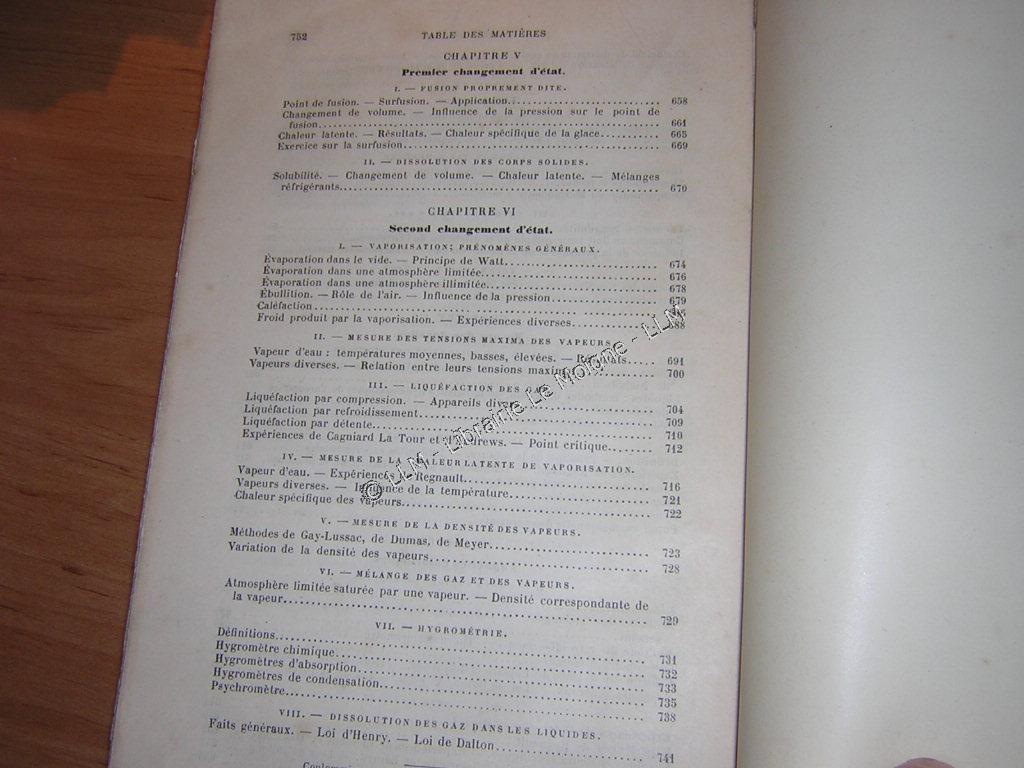 752 TABLE DES MATIÈRES
CHAPITRE V
Premier changement d'état.
I. — FUSION PROPREMENT DITE.
Point de fusion. — Surfusion. — Application. 658
Changement de volume. — Influence de la pression sur le point de
fusion. 661
Chaleur latente. — Résultats. — Chaleur spécifique de la glace. 665
Exercice sur la surfusion. 669
II. — DISSOLUTION DES CORPS SOLIDES.
Solubilité. — Changement de volume. — Chaleur latente. — Mélanges
réfrigérants. 670
CHAPITRE VI
Second changement d'état.
I. — VAPORISATION; PHÉNOMÈNES GÉNÉRAUX.
Évaporation dans le vide. — Principe de Watt. 674
Évaporation dans une atmosphère limitée. 676
Évaporation dans une atmosphère illimitée. 678
Ébullition. — Rôle de l'air. — Influence de la pression 679
Caléfaction
Froid produit par la vaporisation. — Expériences diverses. 688
II. — MESURE DES TENSIONS MAXIMA DES VAPEURS
Vapeur d'eau : températures moyennes, basses, élevées. — Résultats. 691
Vapeurs diverses. — Relation entre leurs tensions maxima 700
III. — LIQUÉFACTION DES GAZ
Liquéfaction par compression. — Appareils divers 704
Liquéfaction par refroidissement. 709
Liquéfaction par détente. 710
Expériences de Cagniard La Tour et d'Andrews. — Point critique. 712
IV. — MESURE DE LA CHALEUR LATENTE DE VAPORISATION.
Vapeur d'eau. — Expériences de Regnault. 716
Vapeurs diverses. — Influence de la température. 721
Chaleur spécifique des vapeurs. 722
V. — MESURE DE LA DENSITÉ DES VAPEURS.
Méthodes de Gay-Lussac, de Dumas, de Meyer. 723
Variation de la densité des vapeurs. 728
VI. — MÉLANGE DES GAZ ET DES VAPEURS.
Atmosphère limitée saturée par une vapeur. — Densité correspondante de
la vapeur. 729
VII. — HYGROMÉTRIE.
Définitions. 731
Hygromètre chimique. 732
Hygromètres d'absorption. 733
Hygromètres de condensation. 735
Psychromètre. 738
VIII. — DISSOLUTION DES GAZ DANS LES LIQUIDES.
Faits généraux. — Loi d'Henry. — Loi de Dalton. 741
© LLM - Librairie Le Moigne - LLM